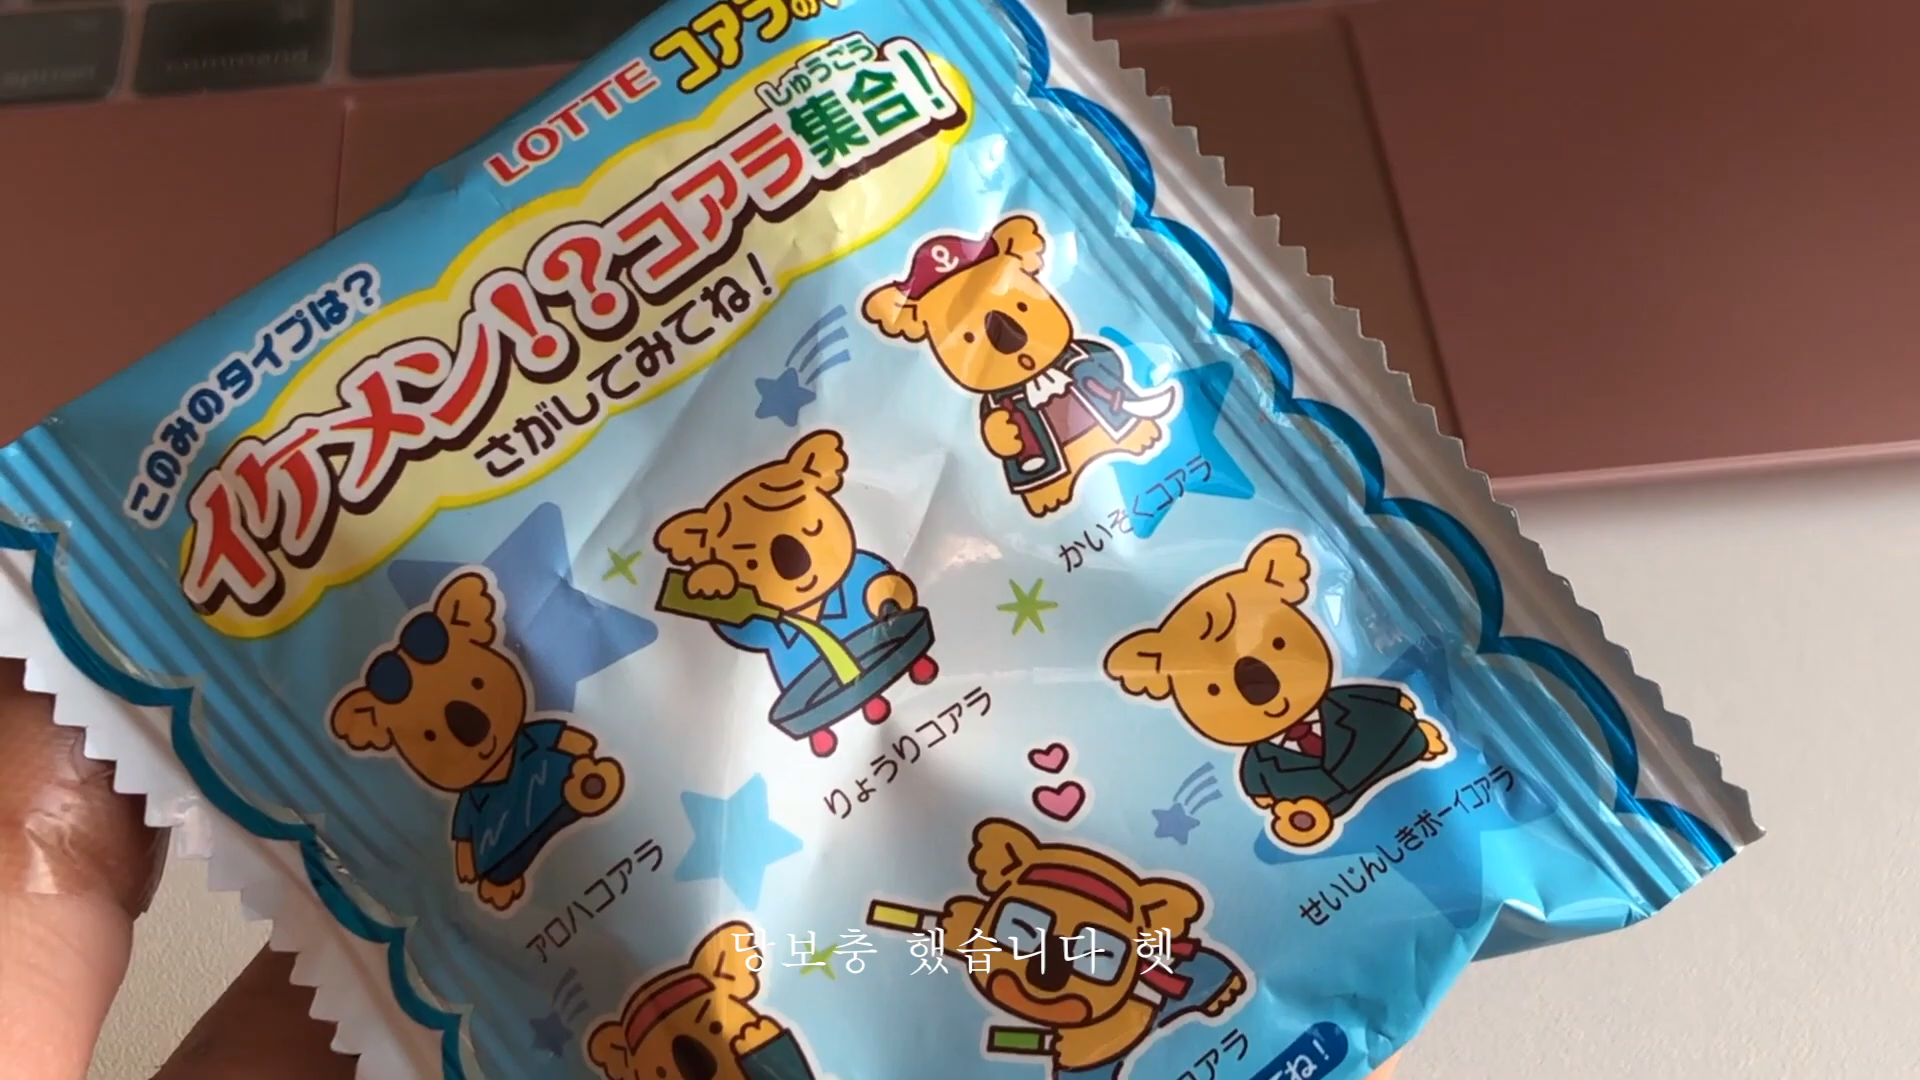 LOTTE コアラの
このみのタイプは？
イケメン!？コアラ集合！
しゅうごう
さがしてみてね！
かいぞくコアラ
りょうりコアラ
せいじんしきボーイコアラ
アロハコアラ
당보충 했습니다 헷
コアラ
てね！